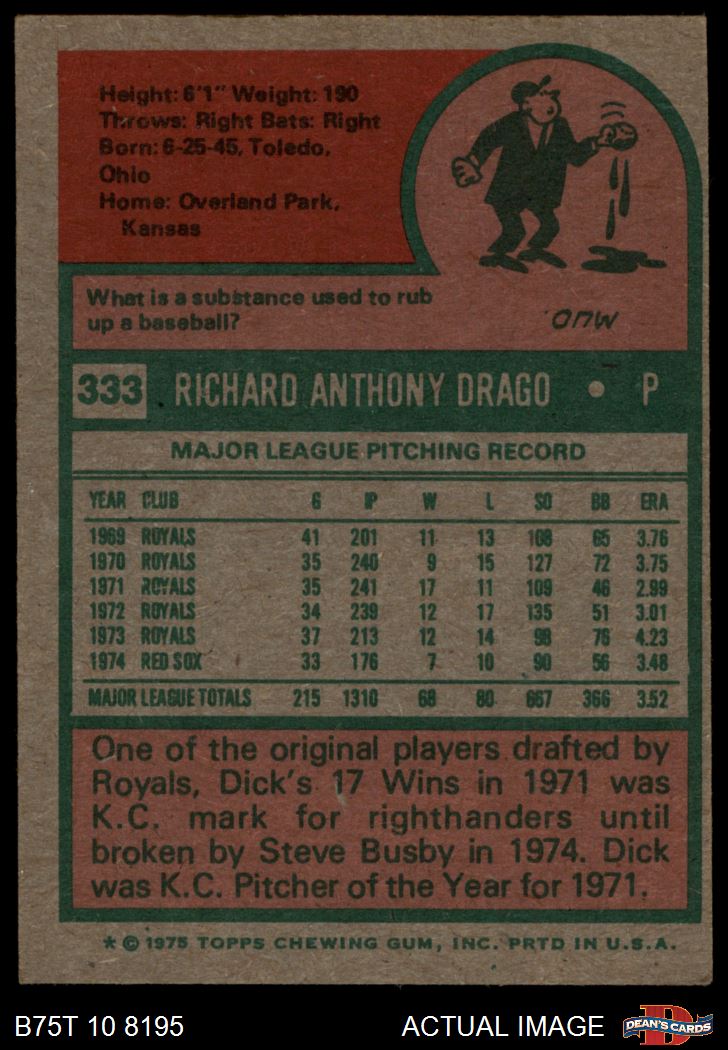 Height: 6'1" Weight: 190
Throws: Right Bats: Right
Born: 6-25-45, Toledo,
Ohio
Home: Overland Park,
Kansas
What is a substance used to rub
up a baseball?
MUD.
333 RICHARD ANTHONY DRAGO • P
MAJOR LEAGUE PITCHING RECORD
YEAR CLUB G IP W L SO BB ERA
1969 ROYALS 41 201 11 13 108 65 3.76
1970 ROYALS 35 240 9 15 127 72 3.75
1971 ROYALS 35 241 17 11 109 46 2.99
1972 ROYALS 34 239 12 17 135 51 3.01
1973 ROYALS 37 213 12 14 98 76 4.23
1974 RED SOX 33 176 7 10 90 56 3.48
MAJOR LEAGUE TOTALS 215 1310 68 80 667 366 3.52
One of the original players drafted by
Royals, Dick's 17 Wins in 1971 was
K.C. mark for righthanders until
broken by Steve Busby in 1974. Dick
was K.C. Pitcher of the Year for 1971.
* © 1975 TOPPS CHEWING GUM, INC. PRTD IN U.S.A.
B75T 10 8195 ACTUAL IMAGE D DEAN'S CARDS